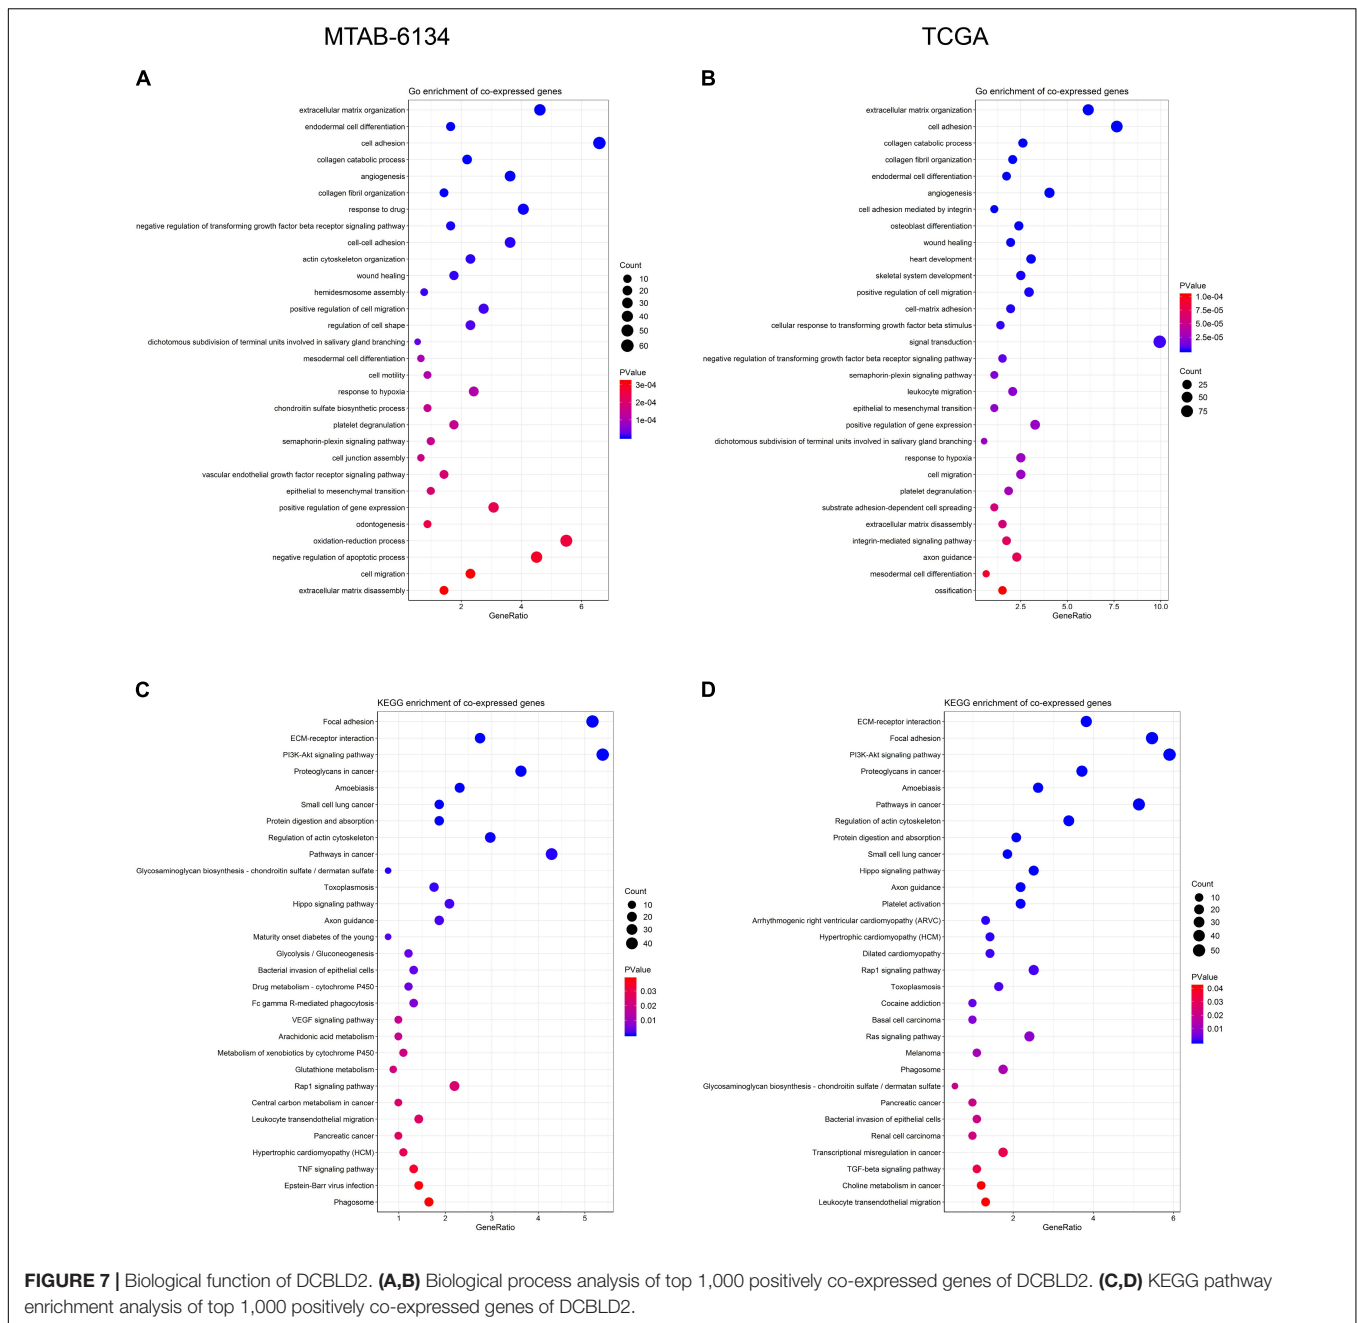 MTAB-6134
TCGA
A
Go enrichment of co-expressed genes
extracellular matrix organization
endodermal cell differentiation
cell adhesion
collagen catabolic process
angiogenesis
collagen fibril organization
response to drug
negative regulation of transforming growth factor beta receptor signaling pathway
cell-cell adhesion
actin cytoskeleton organization
wound healing
hemidesmosome assembly
positive regulation of cell migration
regulation of cell shape
dichotomous subdivision of terminal units involved in salivary gland branching
mesodermal cell differentiation
cell motility
response to hypoxia
chondroitin sulfate biosynthetic process
platelet degranulation
semaphorin-plexin signaling pathway
cell junction assembly
vascular endothelial growth factor receptor signaling pathway
epithelial to mesenchymal transition
positive regulation of gene expression
odontogenesis
oxidation-reduction process
negative regulation of apoptotic process
cell migration
extracellular matrix disassembly
2 4 6
GeneRatio
Count
10
20
30
40
50
60
PValue
3e-04
2e-04
1e-04
B
Go enrichment of co-expressed genes
extracellular matrix organization
cell adhesion
collagen catabolic process
collagen fibril organization
endodermal cell differentiation
angiogenesis
cell adhesion mediated by integrin
osteoblast differentiation
wound healing
heart development
skeletal system development
positive regulation of cell migration
cell-matrix adhesion
cellular response to transforming growth factor beta stimulus
signal transduction
negative regulation of transforming growth factor beta receptor signaling pathway
semaphorin-plexin signaling pathway
leukocyte migration
epithelial to mesenchymal transition
positive regulation of gene expression
dichotomous subdivision of terminal units involved in salivary gland branching
response to hypoxia
cell migration
platelet degranulation
substrate adhesion-dependent cell spreading
extracellular matrix disassembly
integrin-mediated signaling pathway
axon guidance
mesodermal cell differentiation
ossification
2.5 5.0 7.5 10.0
GeneRatio
PValue
1.0e-04
7.5e-05
5.0e-05
2.5e-05
Count
25
50
75
C
KEGG enrichment of co-expressed genes
Focal adhesion
ECM-receptor interaction
PI3K-Akt signaling pathway
Proteoglycans in cancer
Amoebiasis
Small cell lung cancer
Protein digestion and absorption
Regulation of actin cytoskeleton
Pathways in cancer
Glycosaminoglycan biosynthesis - chondroitin sulfate / dermatan sulfate
Toxoplasmosis
Hippo signaling pathway
Axon guidance
Maturity onset diabetes of the young
Glycolysis / Gluconeogenesis
Bacterial invasion of epithelial cells
Drug metabolism - cytochrome P450
Fc gamma R-mediated phagocytosis
VEGF signaling pathway
Arachidonic acid metabolism
Metabolism of xenobiotics by cytochrome P450
Glutathione metabolism
Rap1 signaling pathway
Central carbon metabolism in cancer
Leukocyte transendothelial migration
Pancreatic cancer
Hypertrophic cardiomyopathy (HCM)
TNF signaling pathway
Epstein-Barr virus infection
Phagosome
1 2 3 4 5
GeneRatio
Count
10
20
30
40
PValue
0.03
0.02
0.01
D
KEGG enrichment of co-expressed genes
ECM-receptor interaction
Focal adhesion
PI3K-Akt signaling pathway
Proteoglycans in cancer
Amoebiasis
Pathways in cancer
Regulation of actin cytoskeleton
Protein digestion and absorption
Small cell lung cancer
Hippo signaling pathway
Axon guidance
Platelet activation
Arrhythmogenic right ventricular cardiomyopathy (ARVC)
Hypertrophic cardiomyopathy (HCM)
Dilated cardiomyopathy
Rap1 signaling pathway
Toxoplasmosis
Cocaine addiction
Basal cell carcinoma
Ras signaling pathway
Melanoma
Phagosome
Glycosaminoglycan biosynthesis - chondroitin sulfate / dermatan sulfate
Pancreatic cancer
Bacterial invasion of epithelial cells
Renal cell carcinoma
Transcriptional misregulation in cancer
TGF-beta signaling pathway
Choline metabolism in cancer
Leukocyte transendothelial migration
2 4 6
GeneRatio
Count
10
20
30
40
50
PValue
0.04
0.03
0.02
0.01
FIGURE 7 | Biological function of DCBLD2. (A,B) Biological process analysis of top 1,000 positively co-expressed genes of DCBLD2. (C,D) KEGG pathway
enrichment analysis of top 1,000 positively co-expressed genes of DCBLD2.